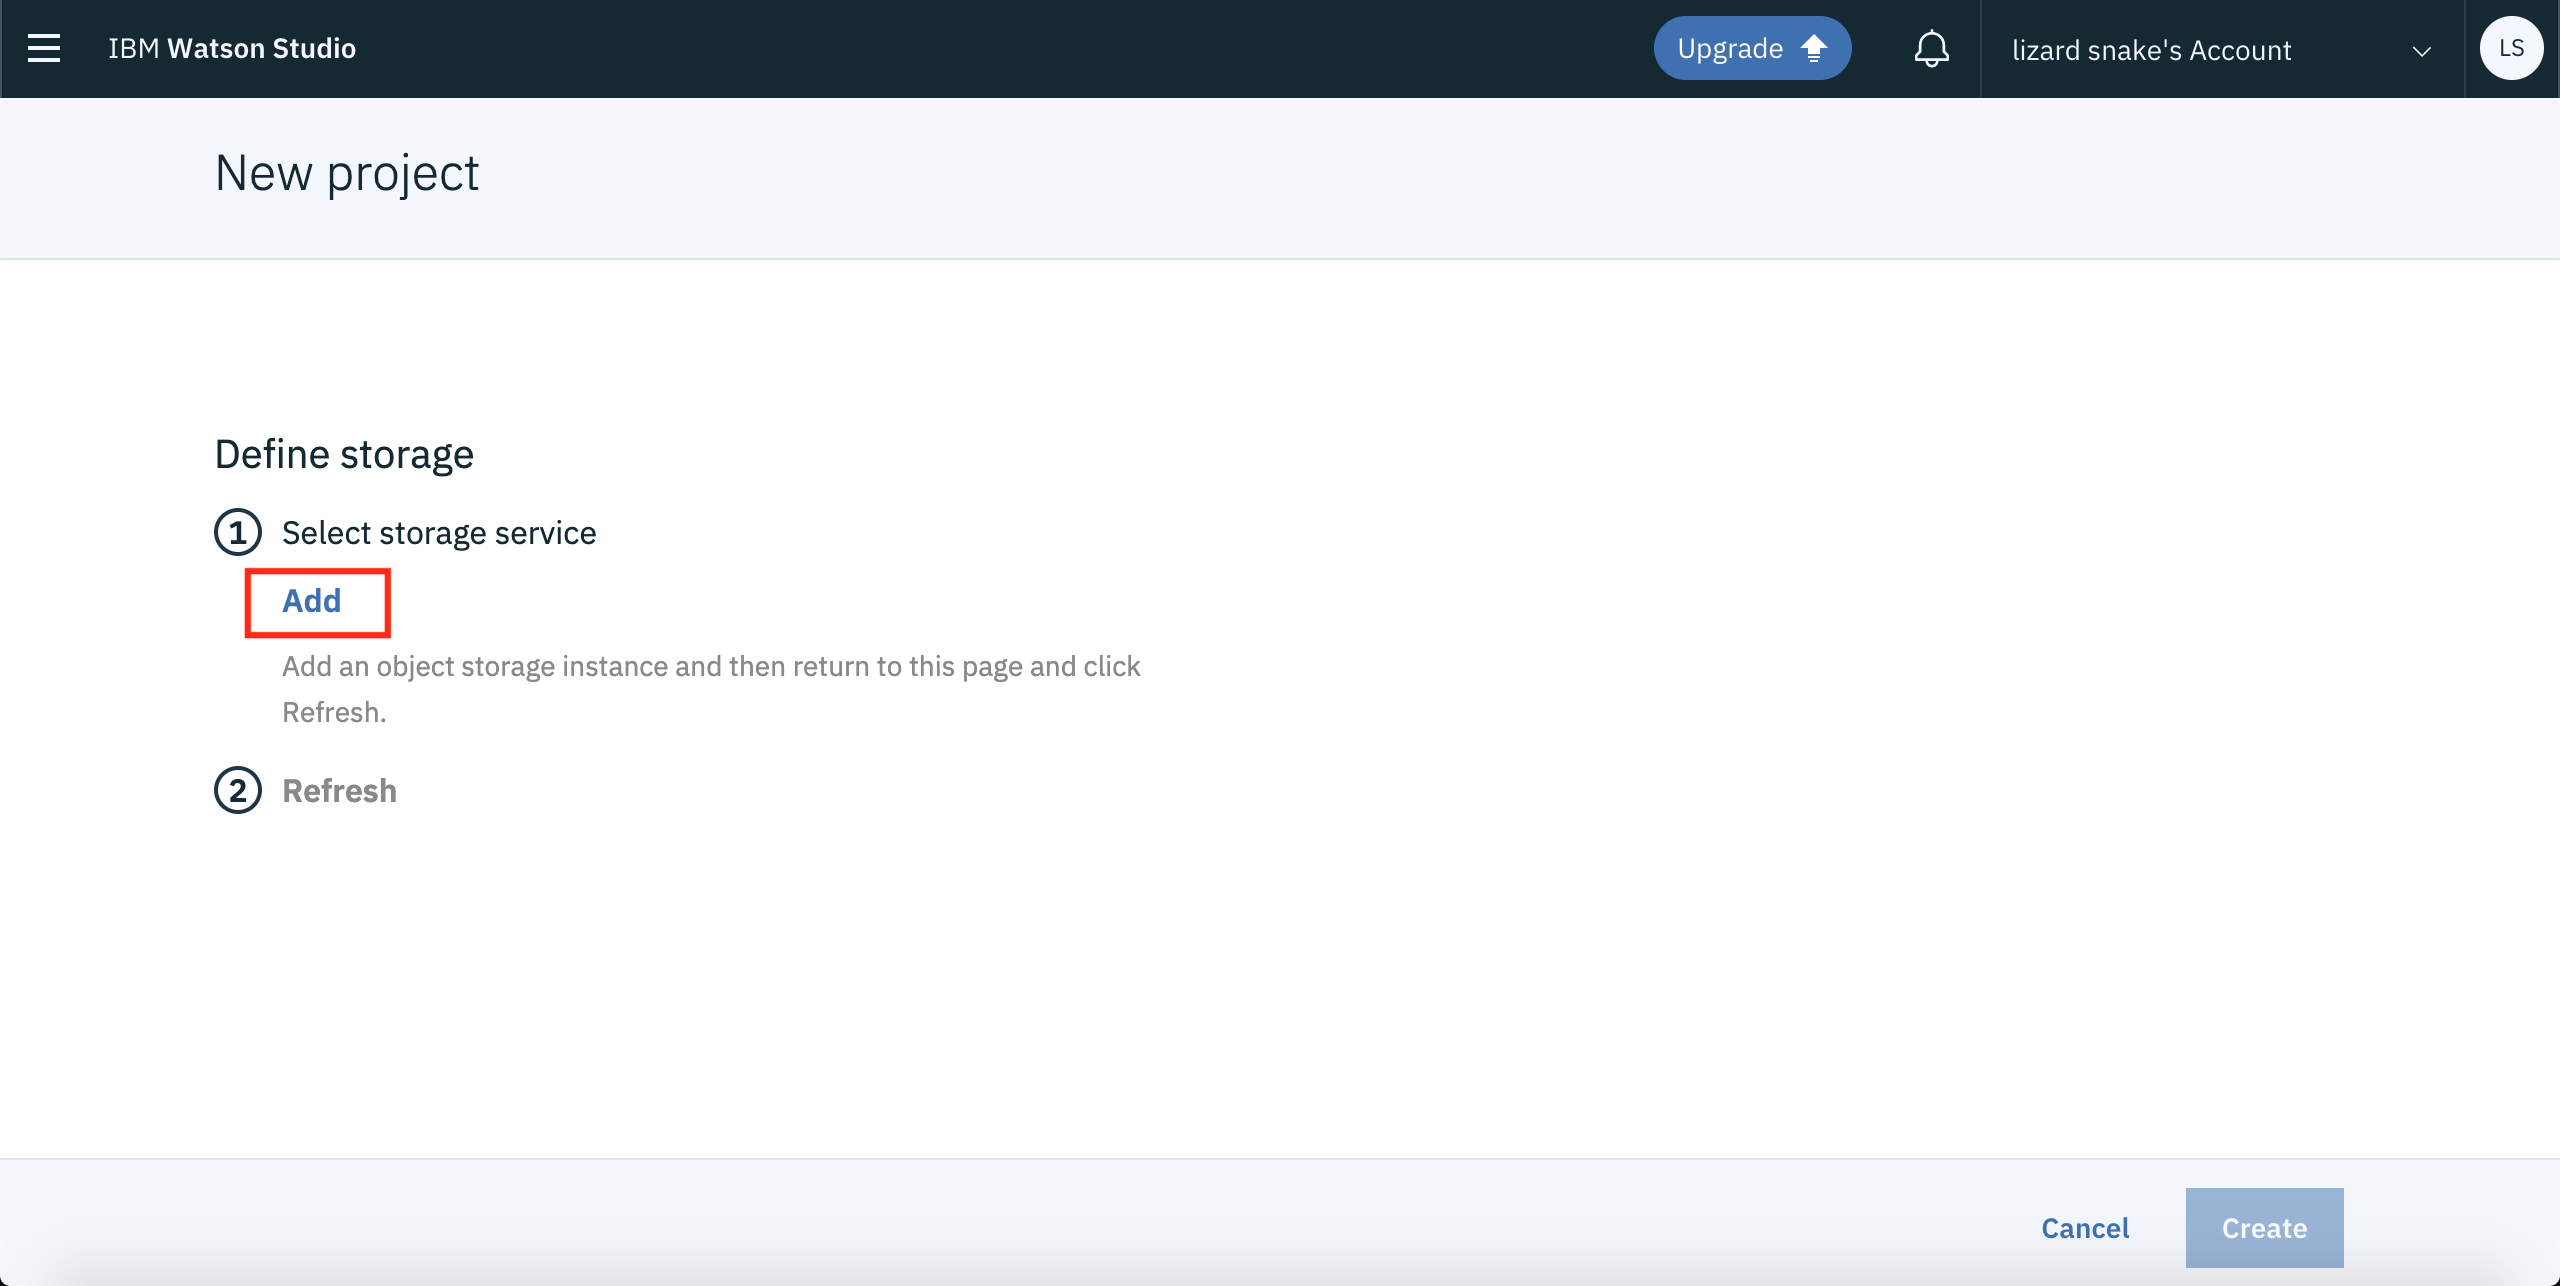 IBM Watson Studio
Upgrade
lizard snake's Account
LS
New project
Define storage
1 Select storage service
Add
Add an object storage instance and then return to this page and click
Refresh.
2 Refresh
Cancel
Create